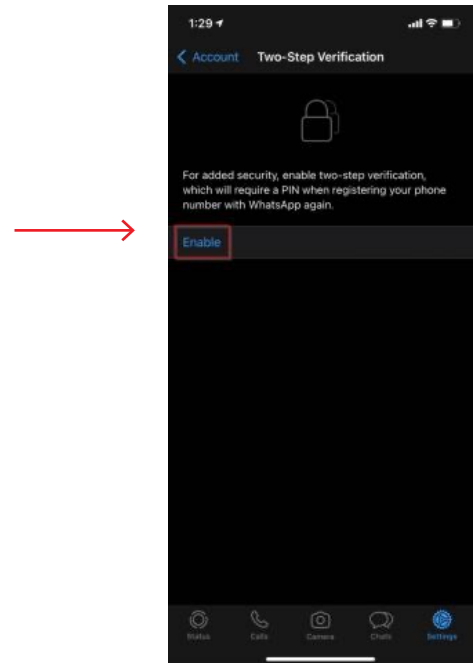 1:29
Account Two-Step Verification
For added security, enable two-step verification,
which will require a PIN when registering your phone
number with WhatsApp again.
Enable
Status Calls Camera Chats Settings